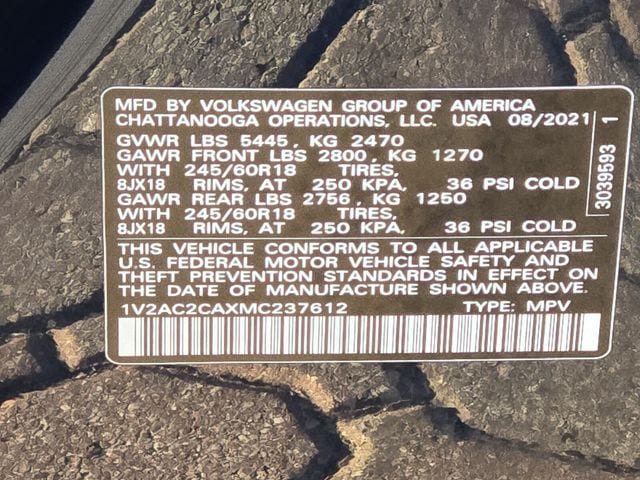 MFD BY VOLKSWAGEN GROUP OF AMERICA
CHATTANOOGA OPERATIONS, LLC. USA 08/2021
GVWR LBS 5445, KG 2470
GAWR FRONT LBS 2800, KG 1270
WITH 245/60R18 TIRES,
8JX18 RIMS, AT 250 KPA, 36 PSI COLD
GAWR REAR LBS 2756, KG 1250
WITH 245/60R18 TIRES,
8JX18 RIMS, AT 250 KPA, 36 PSI COLD
THIS VEHICLE CONFORMS TO ALL APPLICABLE
U.S. FEDERAL MOTOR VEHICLE SAFETY AND
THEFT PREVENTION STANDARDS IN EFFECT ON
THE DATE OF MANUFACTURE SHOWN ABOVE.
1V2AC2CAXMC237612 TYPE: MPV
3039593 1